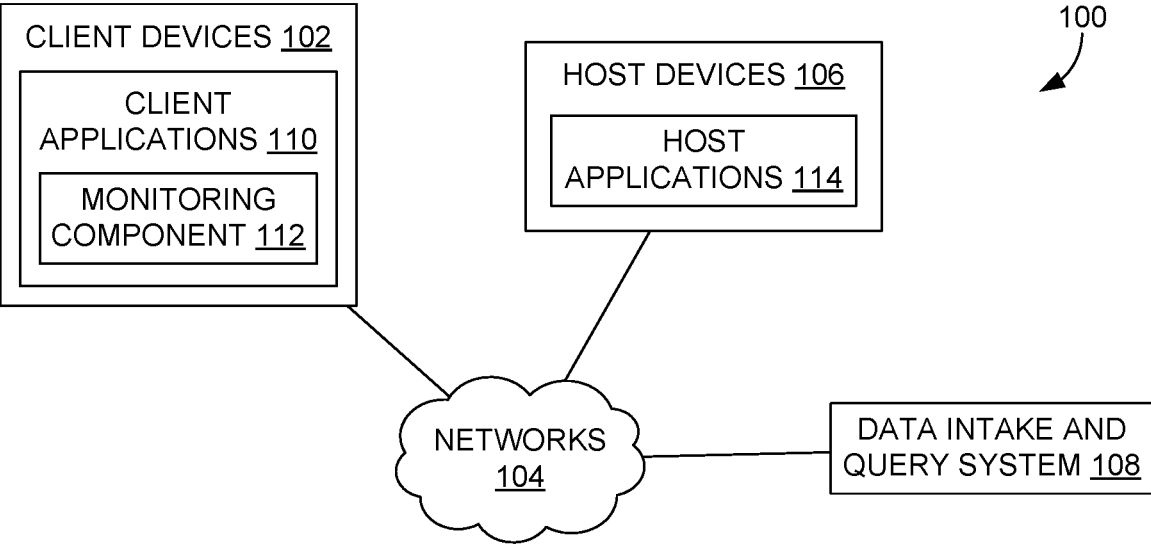 CLIENT DEVICES 102
CLIENT
APPLICATIONS 110
MONITORING
COMPONENT 112
HOST DEVICES 106
HOST
APPLICATIONS 114
100
NETWORKS
104
DATA INTAKE AND
QUERY SYSTEM 108